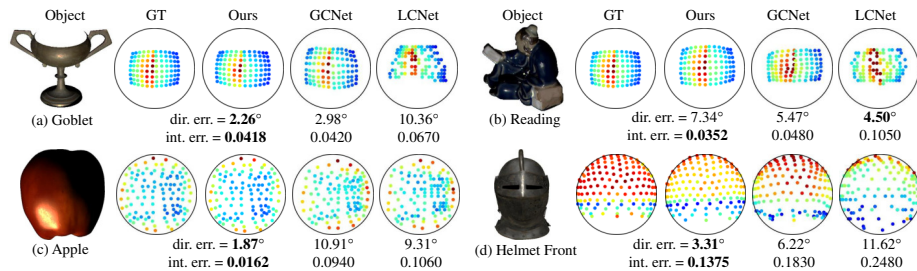 Object GT Ours GCNet LCNet Object GT Ours GCNet LCNet
(a) Goblet dir. err. = 2.26° 2.98° 10.36° (b) Reading dir. err. = 7.34° 5.47° 4.50°
int. err. = 0.0418 0.0420 0.0670 int. err. = 0.0352 0.0480 0.1050
(c) Apple dir. err. = 1.87° 10.91° 9.31° (d) Helmet Front dir. err. = 3.31° 6.22° 11.62°
int. err. = 0.0162 0.0940 0.1060 int. err. = 0.1375 0.1830 0.2480